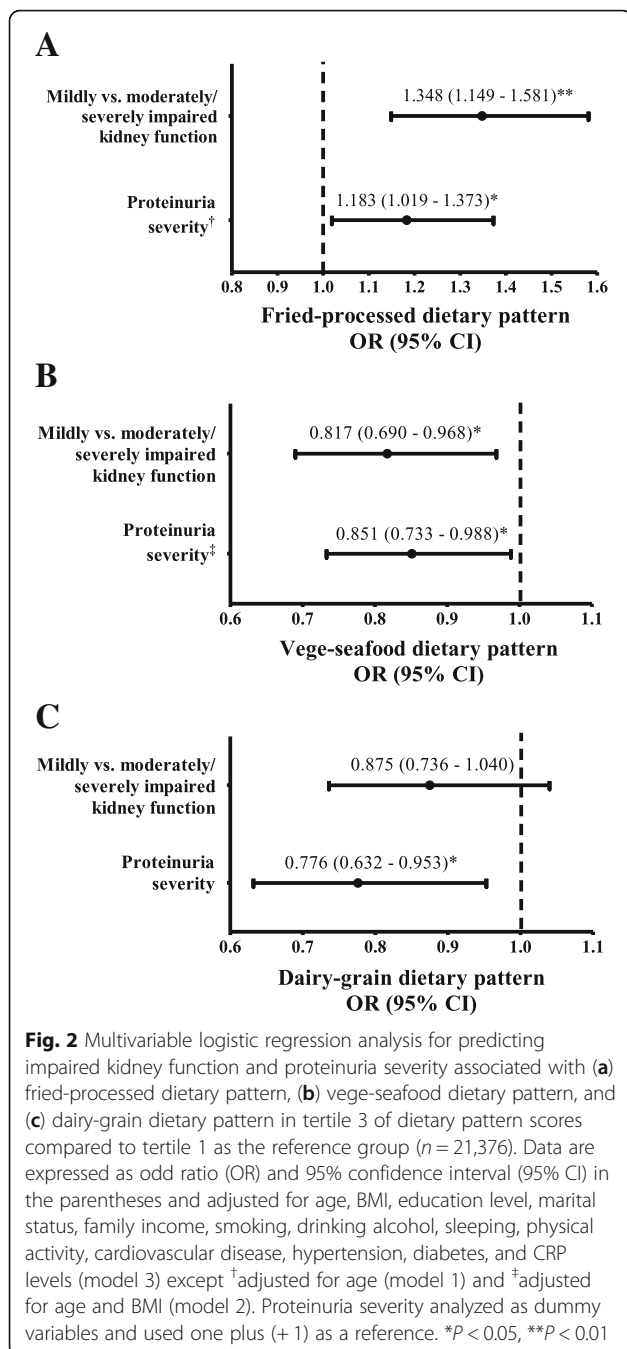 A
Mildly vs. moderately/
severely impaired
kidney function
1.348 (1.149 - 1.581)**
Proteinuria
severity†
1.183 (1.019 - 1.373)*
0.8 0.9 1.0 1.1 1.2 1.3 1.4 1.5 1.6
Fried-processed dietary pattern
OR (95% CI)
B
Mildly vs. moderately/
severely impaired
kidney function
0.817 (0.690 - 0.968)*
Proteinuria
severity‡
0.851 (0.733 - 0.988)*
0.6 0.7 0.8 0.9 1.0 1.1
Vege-seafood dietary pattern
OR (95% CI)
C
Mildly vs. moderately/
severely impaired
kidney function
0.875 (0.736 - 1.040)
Proteinuria
severity
0.776 (0.632 - 0.953)*
0.6 0.7 0.8 0.9 1.0 1.1
Dairy-grain dietary pattern
OR (95% CI)
Fig. 2 Multivariable logistic regression analysis for predicting
impaired kidney function and proteinuria severity associated with (a)
fried-processed dietary pattern, (b) vege-seafood dietary pattern, and
(c) dairy-grain dietary pattern in tertile 3 of dietary pattern scores
compared to tertile 1 as the reference group (n = 21,376). Data are
expressed as odd ratio (OR) and 95% confidence interval (95% CI) in
the parentheses and adjusted for age, BMI, education level, marital
status, family income, smoking, drinking alcohol, sleeping, physical
activity, cardiovascular disease, hypertension, diabetes, and CRP
levels (model 3) except †adjusted for age (model 1) and ‡adjusted
for age and BMI (model 2). Proteinuria severity analyzed as dummy
variables and used one plus (+ 1) as a reference. *P < 0.05, **P < 0.01